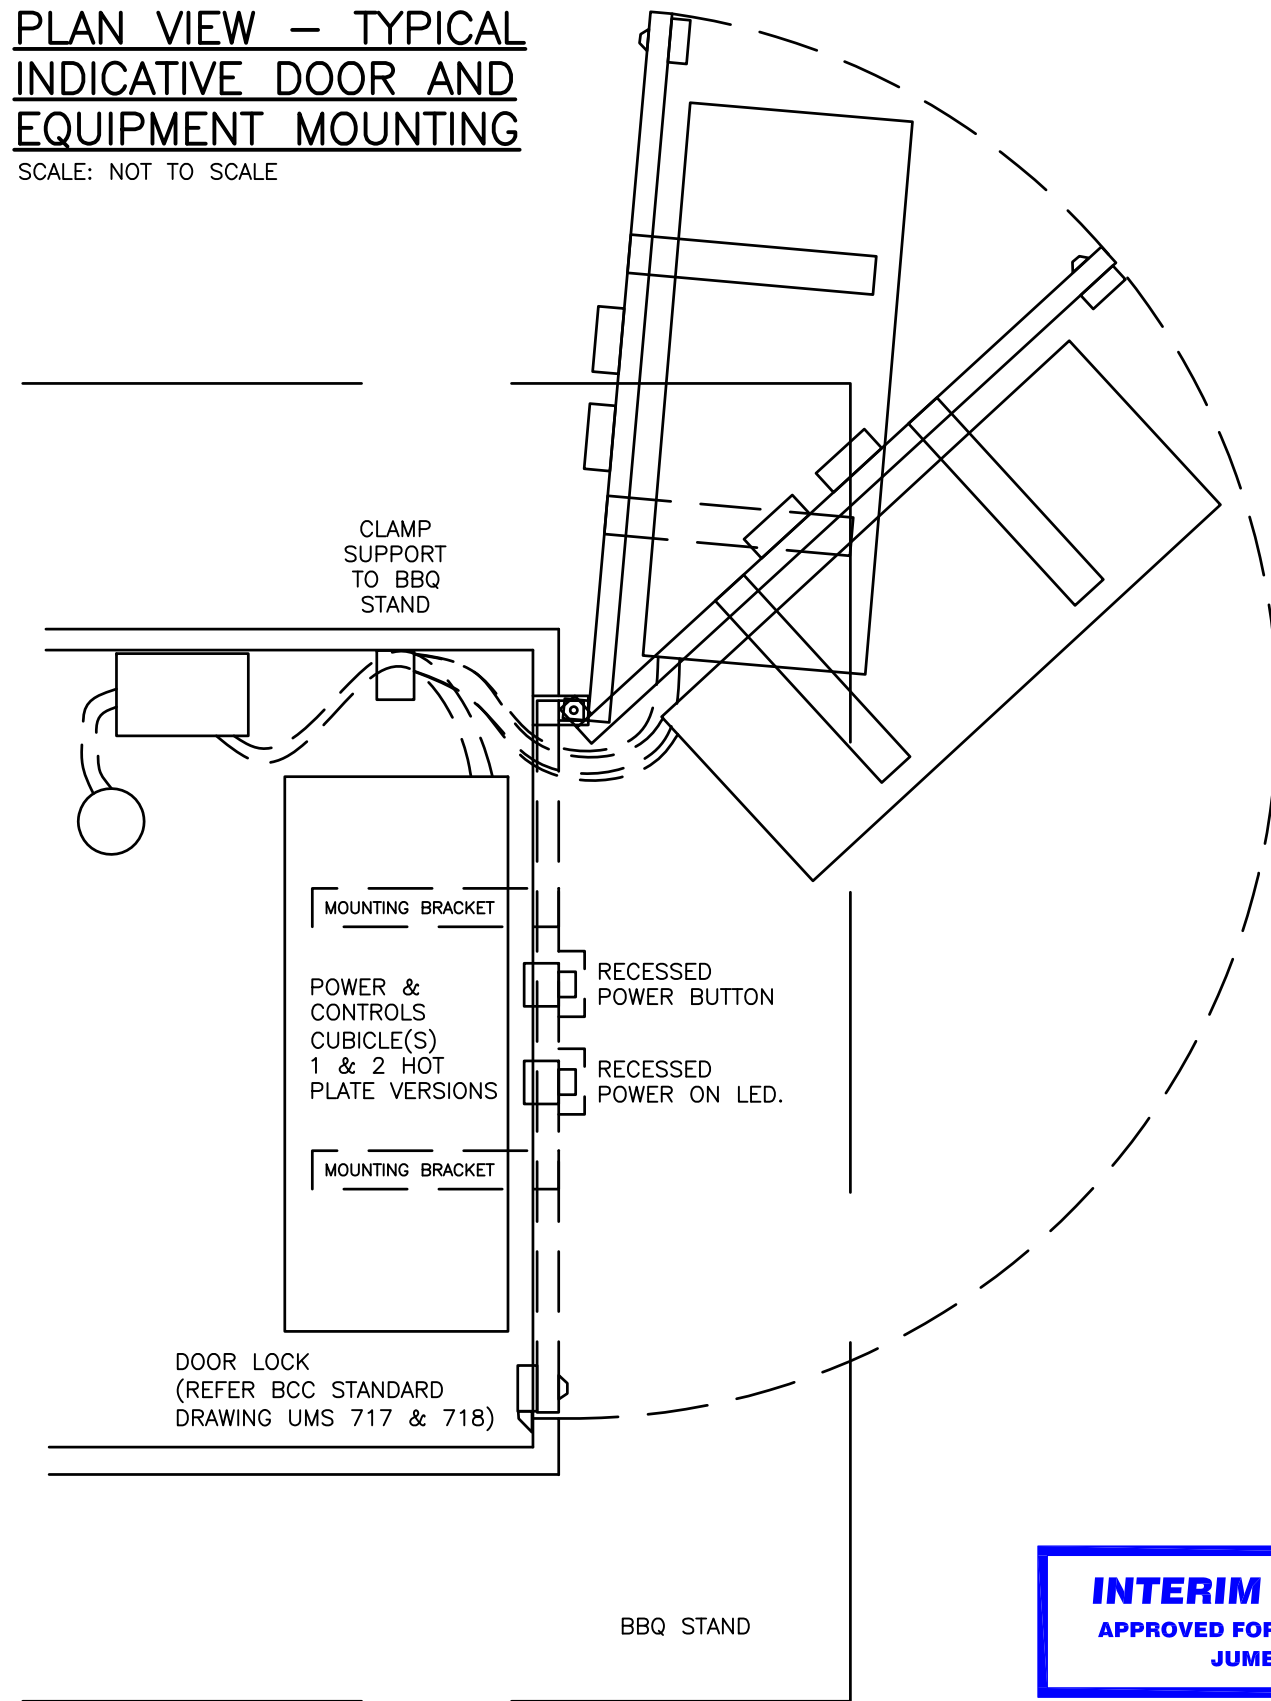 PLAN VIEW – TYPICAL
INDICATIVE DOOR AND
EQUIPMENT MOUNTING
SCALE: NOT TO SCALE
CLAMP
SUPPORT
TO BBQ
STAND
MOUNTING BRACKET
POWER &
CONTROLS
CUBICLE(S)
1 & 2 HOT
PLATE VERSIONS
RECESSED
POWER BUTTON
RECESSED
POWER ON LED.
MOUNTING BRACKET
DOOR LOCK
(REFER BCC STANDARD
DRAWING UMS 717 & 718)
BBQ STAND
INTERIM
APPROVED FOR